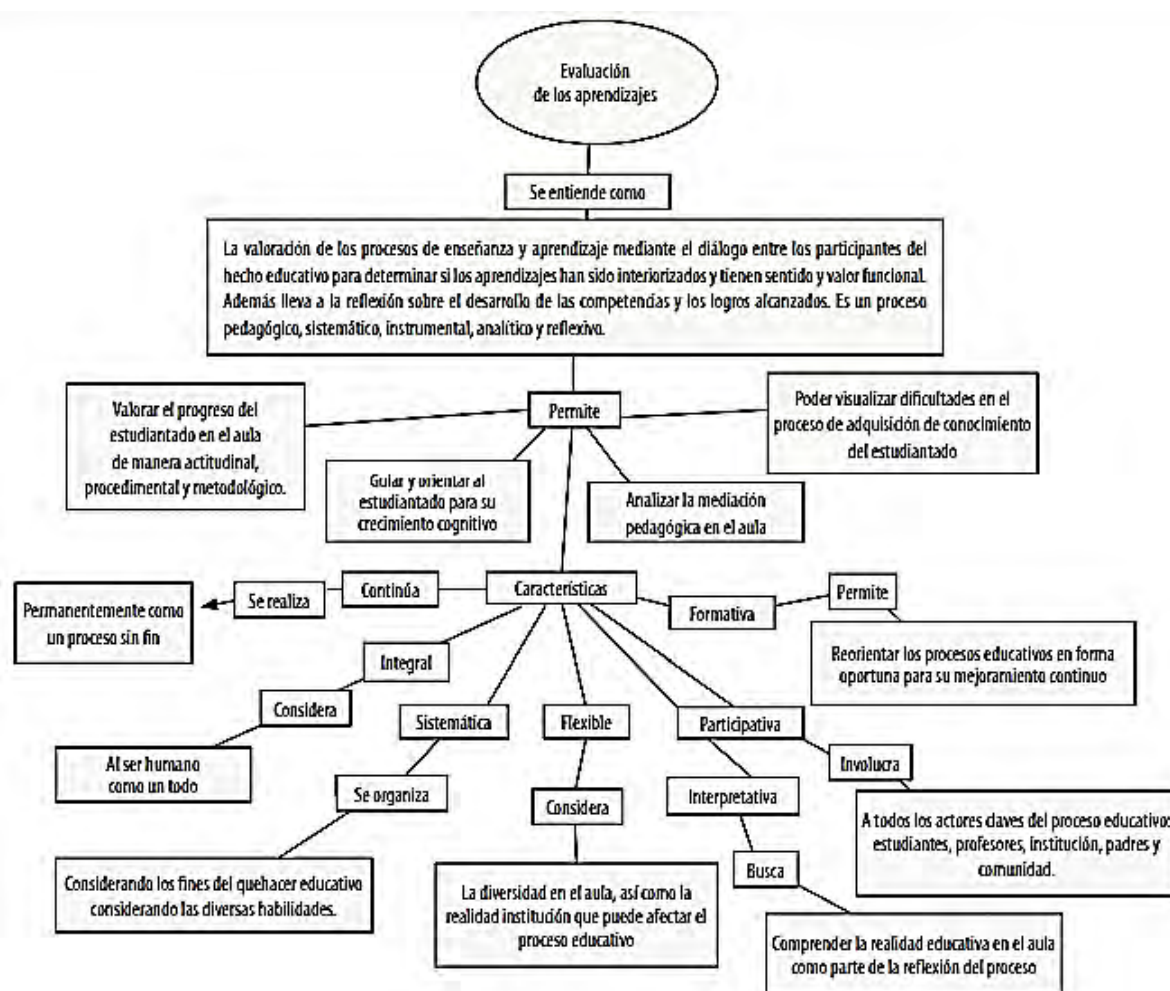 Evaluación
de los aprendizajes
Se entiende como
La valoración de los procesos de enseñanza y aprendizaje mediante el diálogo entre los participantes del
hecho educativo para determinar si los aprendizajes han sido interiorizados y tienen sentido y valor funcional.
Además lleva a la reflexión sobre el desarrollo de las competencias y los logros alcanzados. Es un proceso
pedagógico, sistemático, instrumental, analítico y reflexivo.
Permite
Valorar el progreso del
estudiantado en el aula
de manera actitudinal,
procedimental y metodológico.
Guiar y orientar al
estudiantado para su
crecimiento cognitivo
Analizar la mediación
pedagógica en el aula
Poder visualizar dificultades en el
proceso de adquisición de conocimiento
del estudiantado
Características
Continúa
Se realiza
Permanentemente como
un proceso sin fin
Integral
Considera
Al ser humano
como un todo
Sistemática
Se organiza
Considerando los fines del quehacer educativo
considerando las diversas habilidades.
Flexible
Considera
La diversidad en el aula, así como la
realidad institución que puede afectar el
proceso educativo
Interpretativa
Busca
Comprender la realidad educativa en el aula
como parte de la reflexión del proceso
Participativa
Involucra
A todos los actores claves del proceso educativo:
estudiantes, profesores, institución, padres y
comunidad.
Formativa
Permite
Reorientar los procesos educativos en forma
oportuna para su mejoramiento continuo